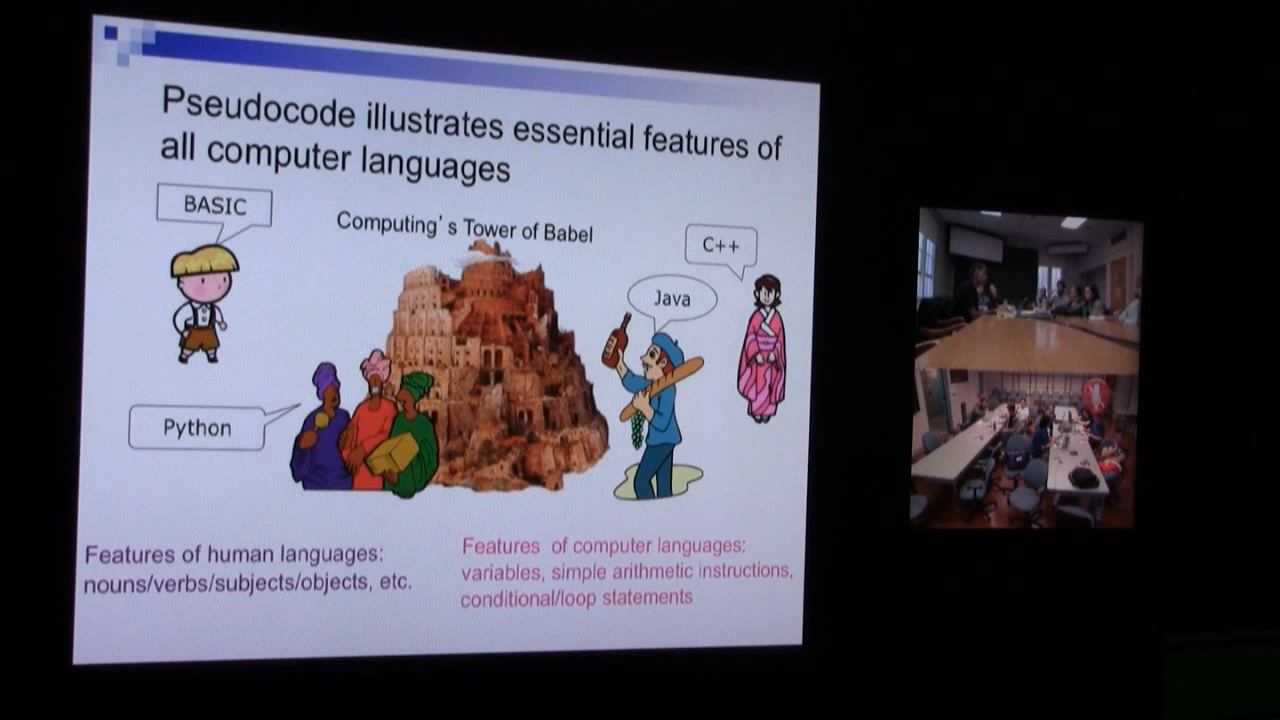 Pseudocode illustrates essential features of
all computer languages
BASIC
Computing's Tower of Babel
C++
Java
Python
Features of human languages:
nouns/verbs/subjects/objects, etc.
Features of computer languages:
variables, simple arithmetic instructions,
conditional/loop statements